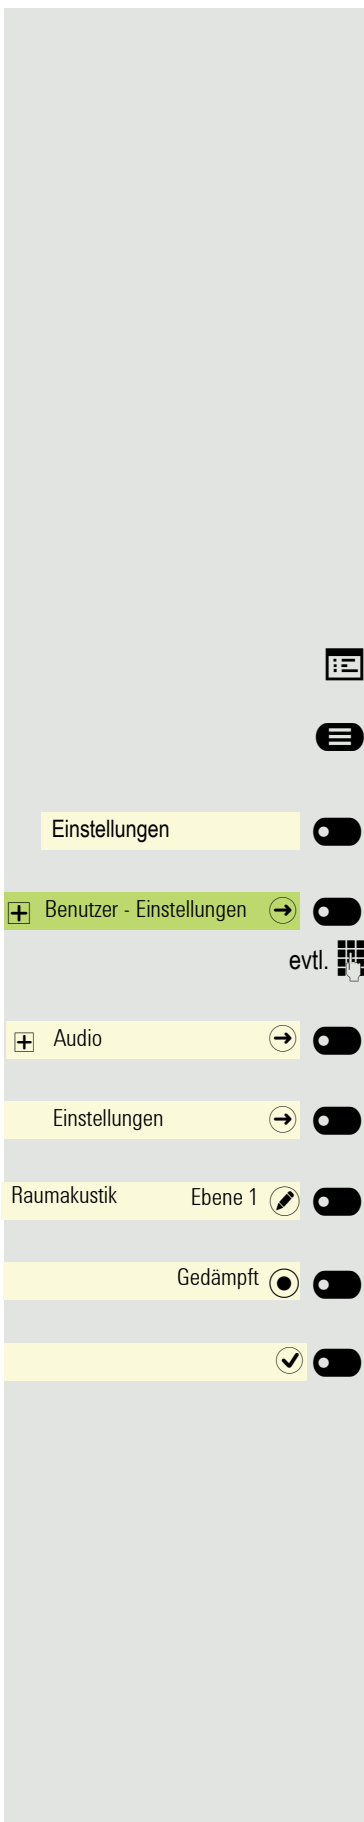 Einstellungen
Benutzer - Einstellungen
evtl.
Audio
Einstellungen
Raumakustik Ebene 1
Gedämpft